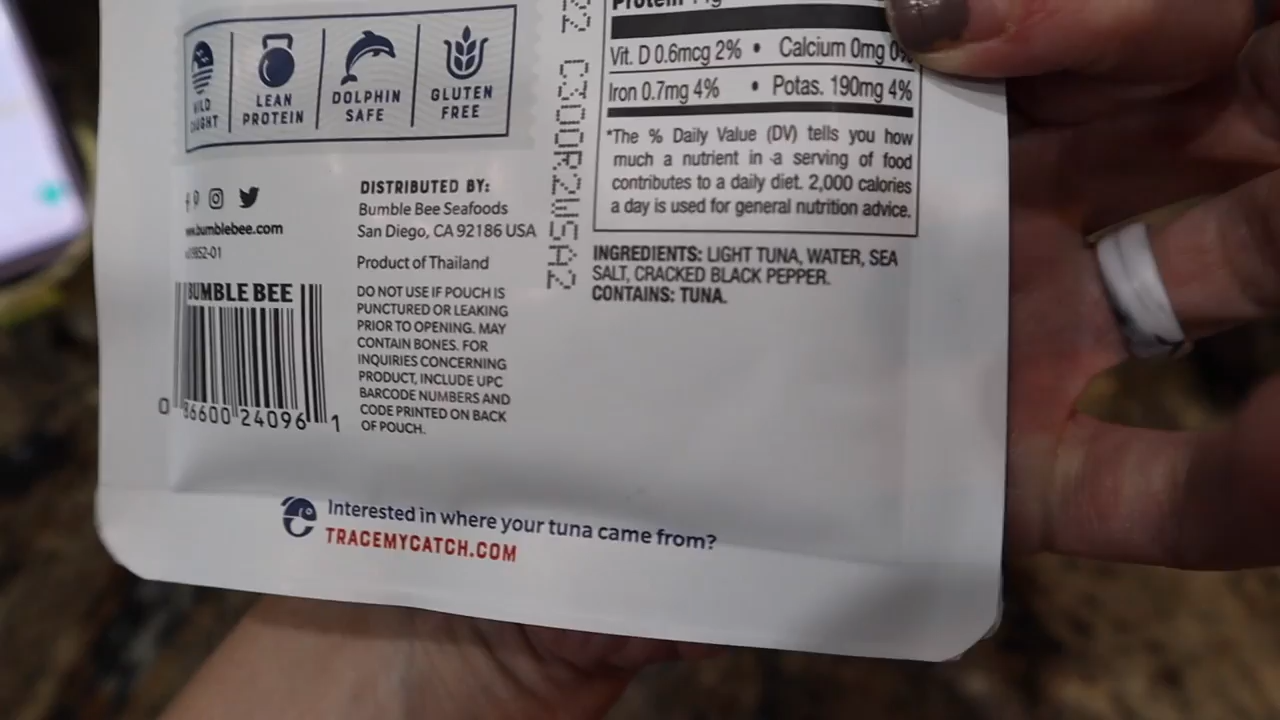 WILD CAUGHT
LEAN PROTEIN
DOLPHIN SAFE
GLUTEN FREE
DISTRIBUTED BY:
Bumble Bee Seafoods
San Diego, CA 92186 USA
Product of Thailand
DO NOT USE IF POUCH IS
PUNCTURED OR LEAKING
PRIOR TO OPENING. MAY
CONTAIN BONES. FOR
INQUIRIES CONCERNING
PRODUCT, INCLUDE UPC
BARCODE NUMBERS AND
CODE PRINTED ON BACK
OF POUCH.
www.bumblebee.com
BUMBLE BEE
0 86600 24096 1
Protein
Vit. D 0.6mcg 2% • Calcium 0mg 0%
Iron 0.7mg 4% • Potas. 190mg 4%
*The % Daily Value (DV) tells you how
much a nutrient in a serving of food
contributes to a daily diet. 2,000 calories
a day is used for general nutrition advice.
INGREDIENTS: LIGHT TUNA, WATER, SEA
SALT, CRACKED BLACK PEPPER.
CONTAINS: TUNA.
Interested in where your tuna came from?
TRACEMYCATCH.COM